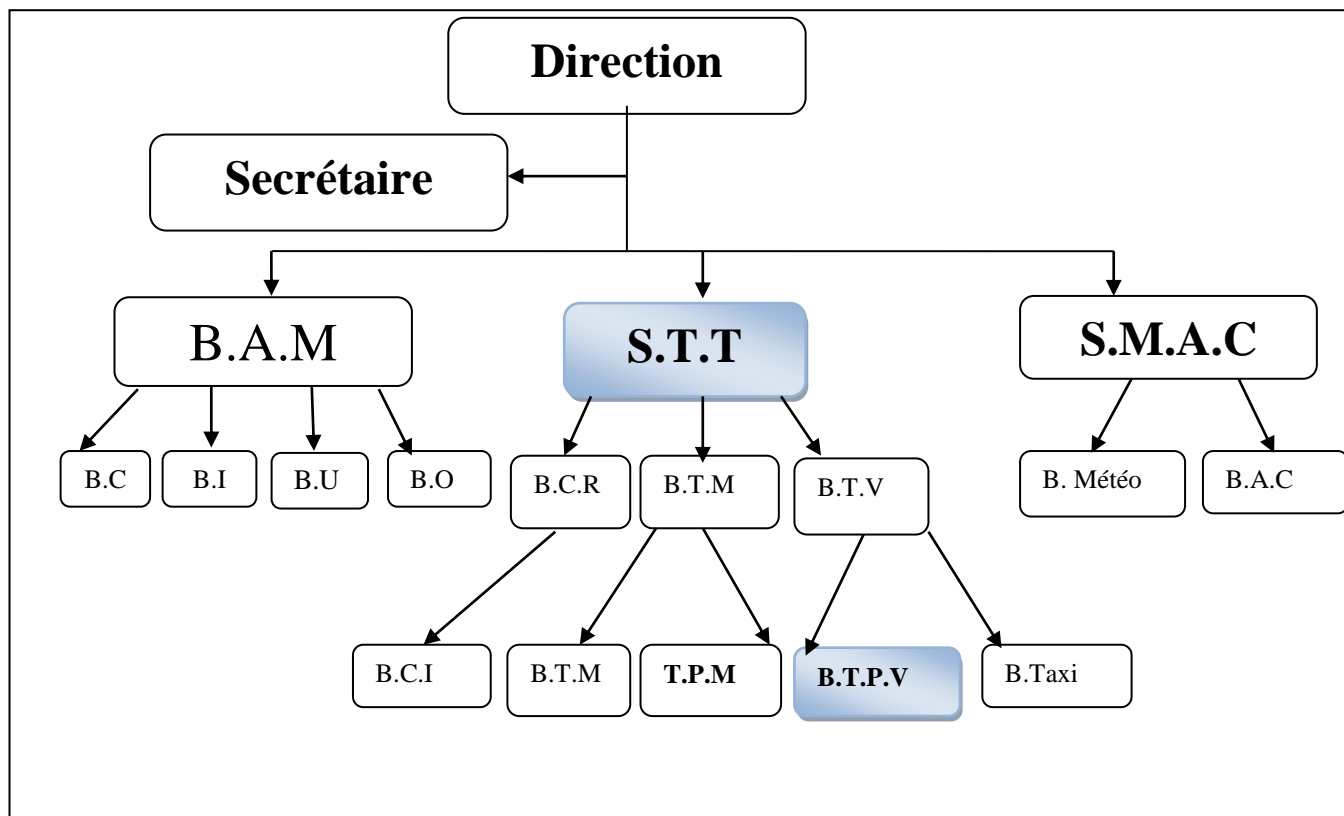 Direction
Secrétaire
B.A.M
S.T.T
S.M.A.C
B.C
B.I
B.U
B.O
B.C.R
B.T.M
B.T.V
B. Météo
B.A.C
B.C.I
B.T.M
T.P.M
B.T.P.V
B.Taxi